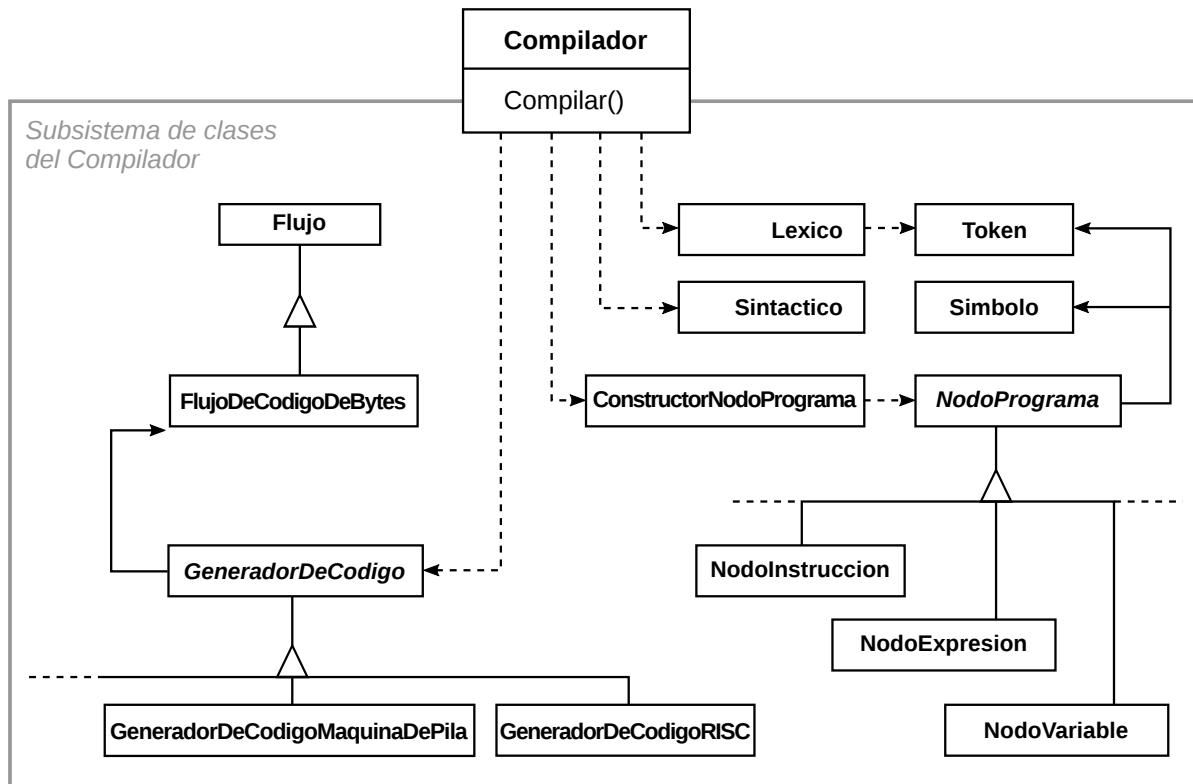 Compilador
Compilar()
Subsistema de clases
del Compilador
Flujo
Lexico
Token
Sintactico
Simbolo
FlujoDeCodigoDeBytes
ConstructorNodoPrograma
NodoPrograma
GeneradorDeCodigo
NodoInstruccion
NodoExpresion
GeneradorDeCodigoMaquinaDePila
GeneradorDeCodigoRISC
NodoVariable